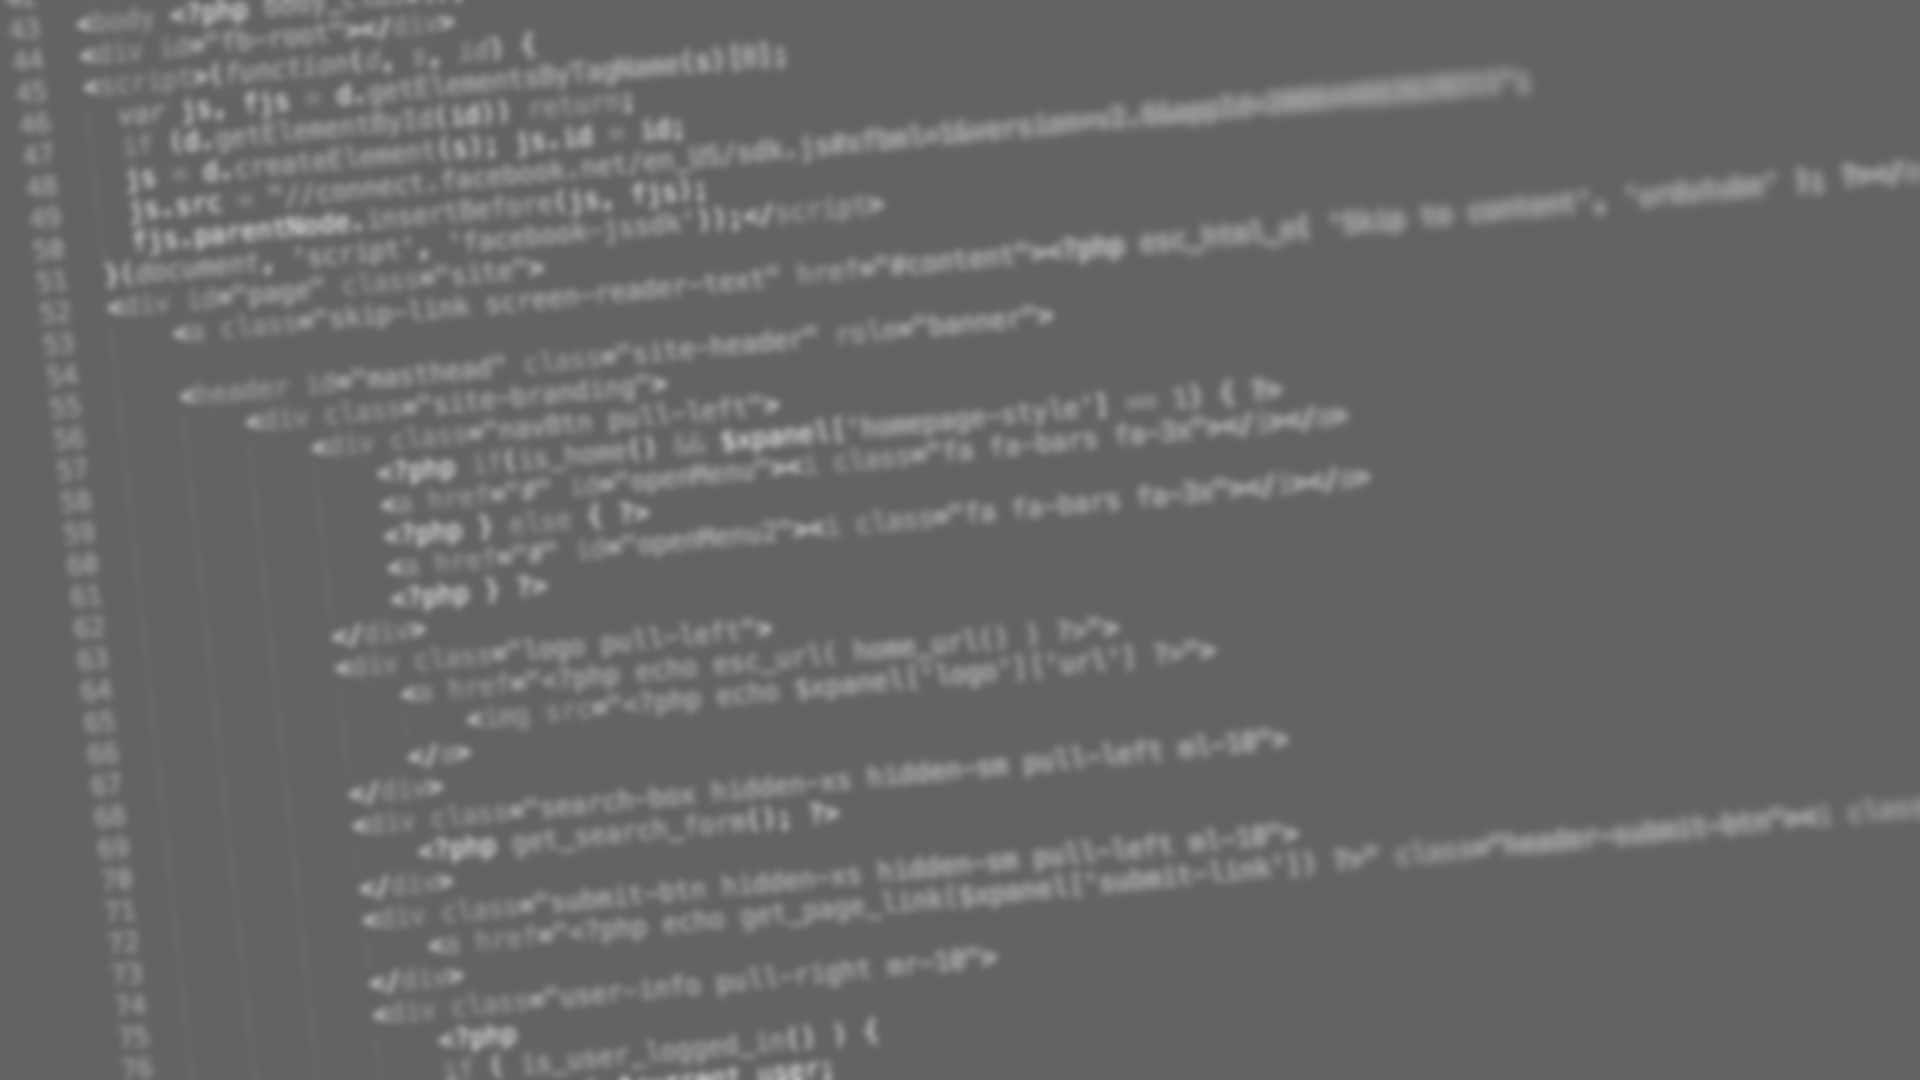 43 <body <?php body_class();
44 <div id="fb-root"></div>
45 <script>(function(d, s, id) {
46 var js, fjs = d.getElementsByTagName(s)[0];
47 if (d.getElementById(id)) return;
48 js = d.createElement(s); js.id = id;
49 js.src = "//connect.facebook.net/en_US/sdk.js#xfbml=1&version=v2.6&appId=
50 fjs.parentNode.insertBefore(js, fjs);
51 }(document, 'script', 'facebook-jssdk'));</script>
52 <div id="page" class="site">
53 <a class="skip-link screen-reader-text" href="#content"><?php esc_html_e( 'Skip to content', 'urdutubn' ); ?></a
54
55 <header id="masthead" class="site-header" role="banner">
56 <div class="site-branding">
57 <div class="navBtn pull-left">
58 <?php if(is_home() && $xpanel['homepage-style'] == 1) { ?>
59 <a href="#" id="openMenu"><i class="fa fa-bars fa-3x"></i></a>
60 <?php } else { ?>
61 <a href="#" id="openMenu2"><i class="fa fa-bars fa-3x"></i></a>
62 <?php } ?>
63 </div>
64 <div class="logo pull-left">
65 <a href="<?php echo esc_url( home_url() ) ?>">
66 <img src="<?php echo $xpanel['logo']['url'] ?>">
67 </a>
68 </div>
69 <div class="search-box hidden-xs hidden-sm pull-left ml-10">
70 <?php get_search_form(); ?>
71 </div>
72 <div class="submit-btn hidden-xs hidden-sm pull-left ml-10">
73 <a href="<?php echo get_page_link($xpanel['submit-link']) ?>" class="header-submit-btn"><i class
74 </div>
75 <div class="user-info pull-right mr-10">
76 <?php
if ( is_user_logged_in() ) {
user;